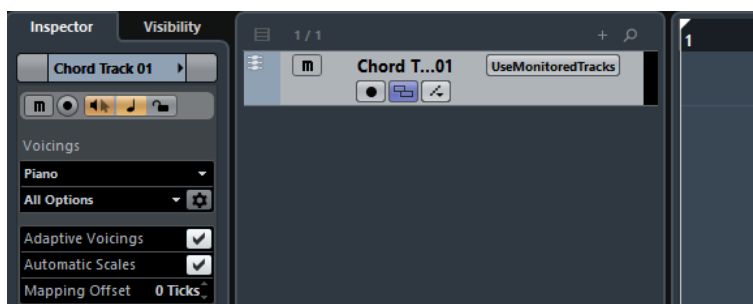 Inspector Visibility
1 / 1 +
1
Chord Track 01
m Chord T...01 UseMonitoredTracks
m
Voicings
Piano
All Options
Adaptive Voicings
Automatic Scales
Mapping Offset 0 Ticks